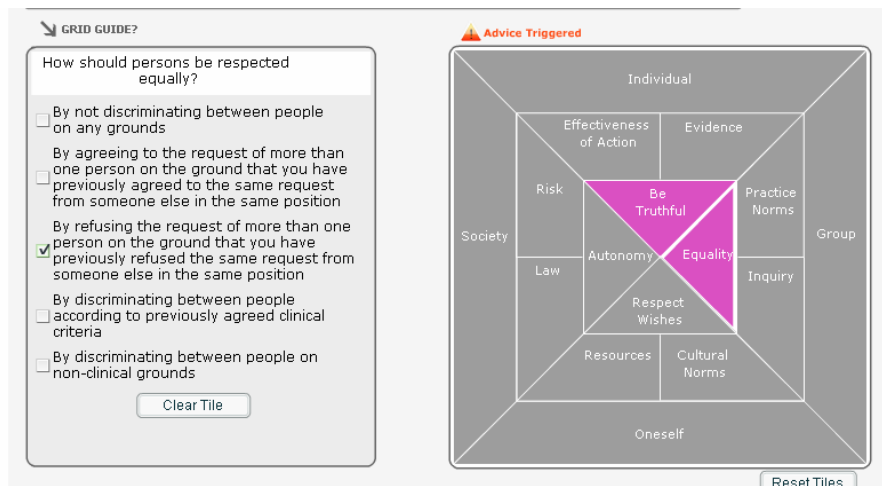 GRID GUIDE?
How should persons be respected
equally?
By not discriminating between people
on any grounds
By agreeing to the request of more than
one person on the ground that you have
previously agreed to the same request
from someone else in the same position
By refusing the request of more than one
person on the ground that you have
previously refused the same request from
someone else in the same position
By discriminating between people
according to previously agreed clinical
criteria
By discriminating between people on
non-clinical grounds
Clear Tile
Advice Triggered
Individual
Effectiveness
of Action
Evidence
Risk
Be
Truthful
Practice
Norms
Society
Autonomy
Equality
Group
Law
Inquiry
Respect
Wishes
Resources
Cultural
Norms
Oneself
Reset Tiles